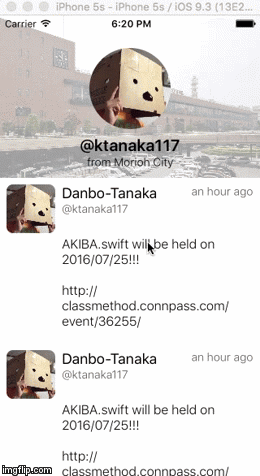 iPhone 5s - iPhone 5s / iOS 9.3 (13E2...
Carrier 6:20 PM
@ktanaka117
from Morioh City
Danbo-Tanaka an hour ago
@ktanaka117
AKIBA.swift will be held on
2016/07/25!!!
http://
classmethod.connpass.com/
event/36255/
Danbo-Tanaka an hour ago
@ktanaka117
AKIBA.swift will be held on
2016/07/25!!!
http://
classmethod.connpass.com/
imgflip.com